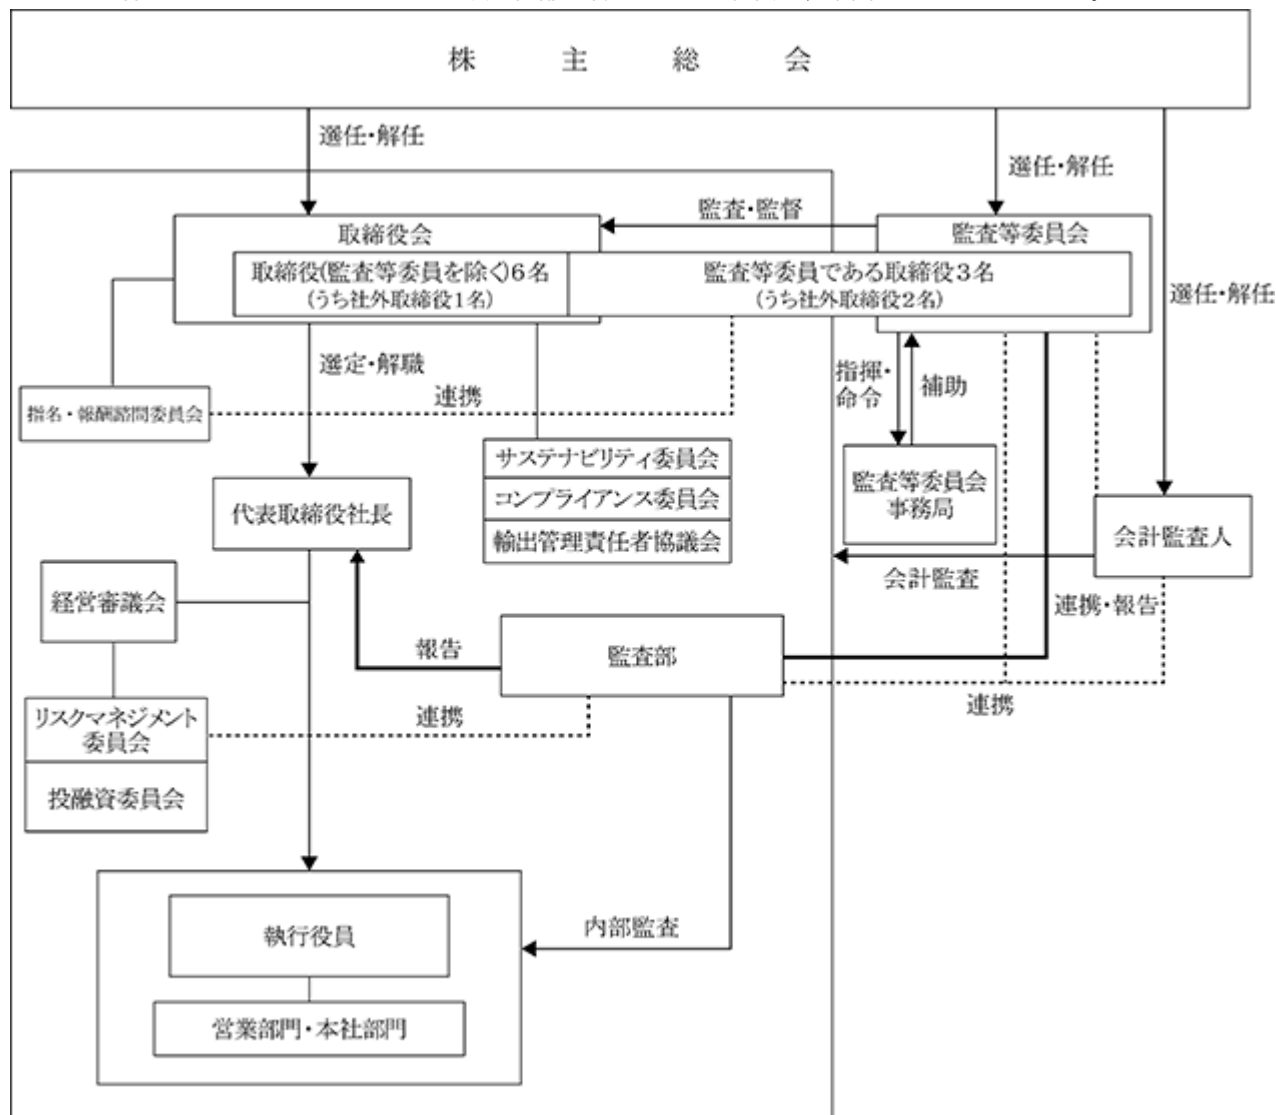 株主総会
選任・解任
選任・解任
選任・解任
監査・監督
取締役会
監査等委員会
取締役(監査等委員を除く)6名
(うち社外取締役1名)
監査等委員である取締役3名
(うち社外取締役2名)
選定・解職
連携
指揮・
命令
補助
指名・報酬諮問委員会
サステナビリティ委員会
コンプライアンス委員会
輸出管理責任者協議会
監査等委員会
事務局
代表取締役社長
会計監査人
会計監査
経営審議会
連携・報告
報告
監査部
連携
連携
リスクマネジメント
委員会
投融資委員会
内部監査
執行役員
営業部門・本社部門